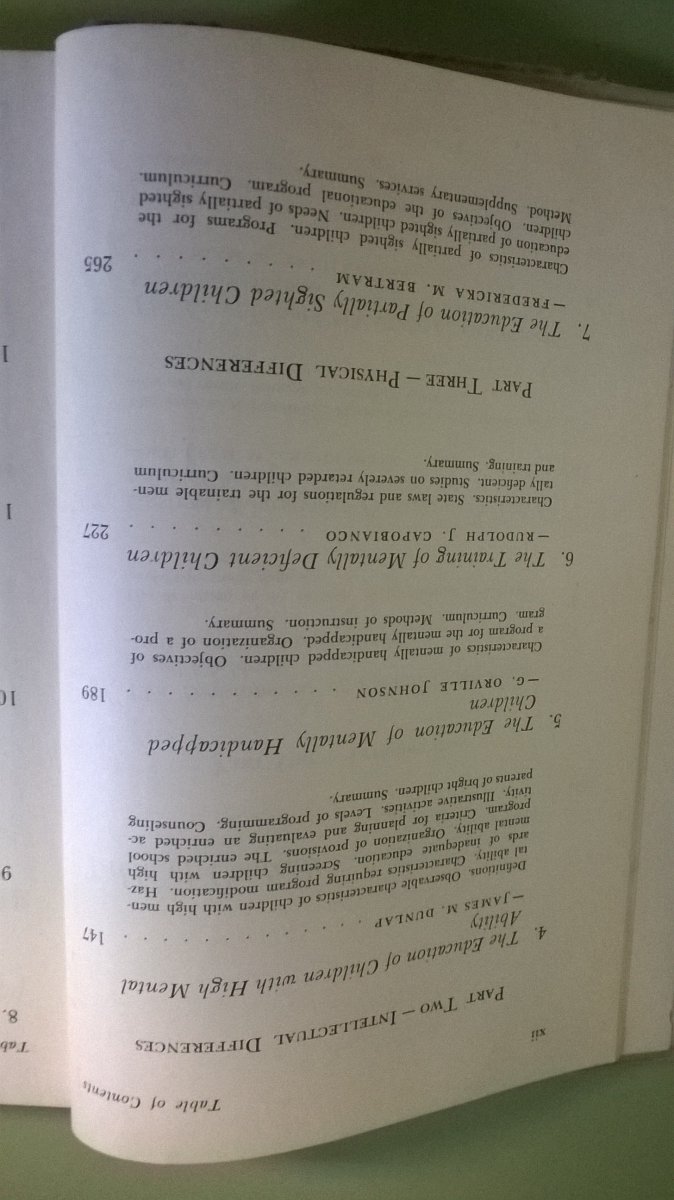 xii
Table of Contents
PART TWO — INTELLECTUAL DIFFERENCES
4. The Education of Children with High Mental
Ability
—JAMES M. DUNLAP . . . . . . . . . . . . 147
Definitions. Observable characteristics of children with high men-
tal ability. Characteristics requiring program modification. Haz-
ards of inadequate education. Screening children with high
mental ability. Organization of provisions. The enriched school
program. Criteria for planning and evaluating an enriched ac-
tivity. Illustrative activities. Levels of programming. Counseling
parents of bright children. Summary.
5. The Education of Mentally Handicapped
Children
—G. ORVILLE JOHNSON . . . . . . . . . . . 189
Characteristics of mentally handicapped children. Objectives of
a program for the mentally handicapped. Organization of a pro-
gram. Curriculum. Methods of instruction. Summary.
6. The Training of Mentally Deficient Children
—RUDOLPH J. CAPOBIANCO . . . . . . . . . 227
Characteristics. State laws and regulations for the trainable men-
tally deficient. Studies on severely retarded children. Curriculum
and training. Summary.
PART THREE — PHYSICAL DIFFERENCES
7. The Education of Partially Sighted Children
—FREDERICKA M. BERTRAM . . . . . . . . . 265
Characteristics of partially sighted children. Programs for the
education of partially sighted children. Needs of partially sighted
children. Objectives of the educational program. Curriculum.
Method. Supplementary services. Summary.
Tab
8.
9
10
1
1